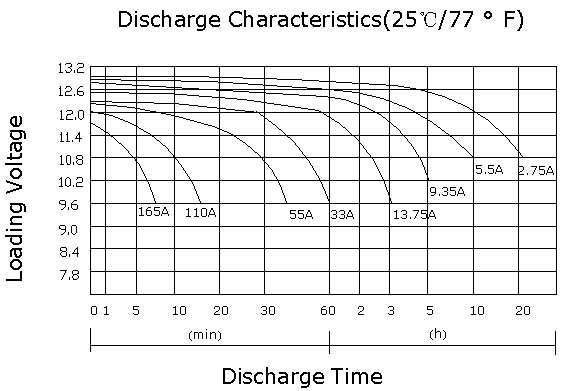 Discharge Characteristics(25℃/77 ° F)
Loading Voltage
13.2
12.6
12.0
11.4
10.8
10.2
9.6
9.0
8.4
7.8
165A 110A 55A 33A 13.75A 9.35A 5.5A 2.75A
0 1 5 10 20 30 60 2 3 5 10 20
(min) (h)
Discharge Time